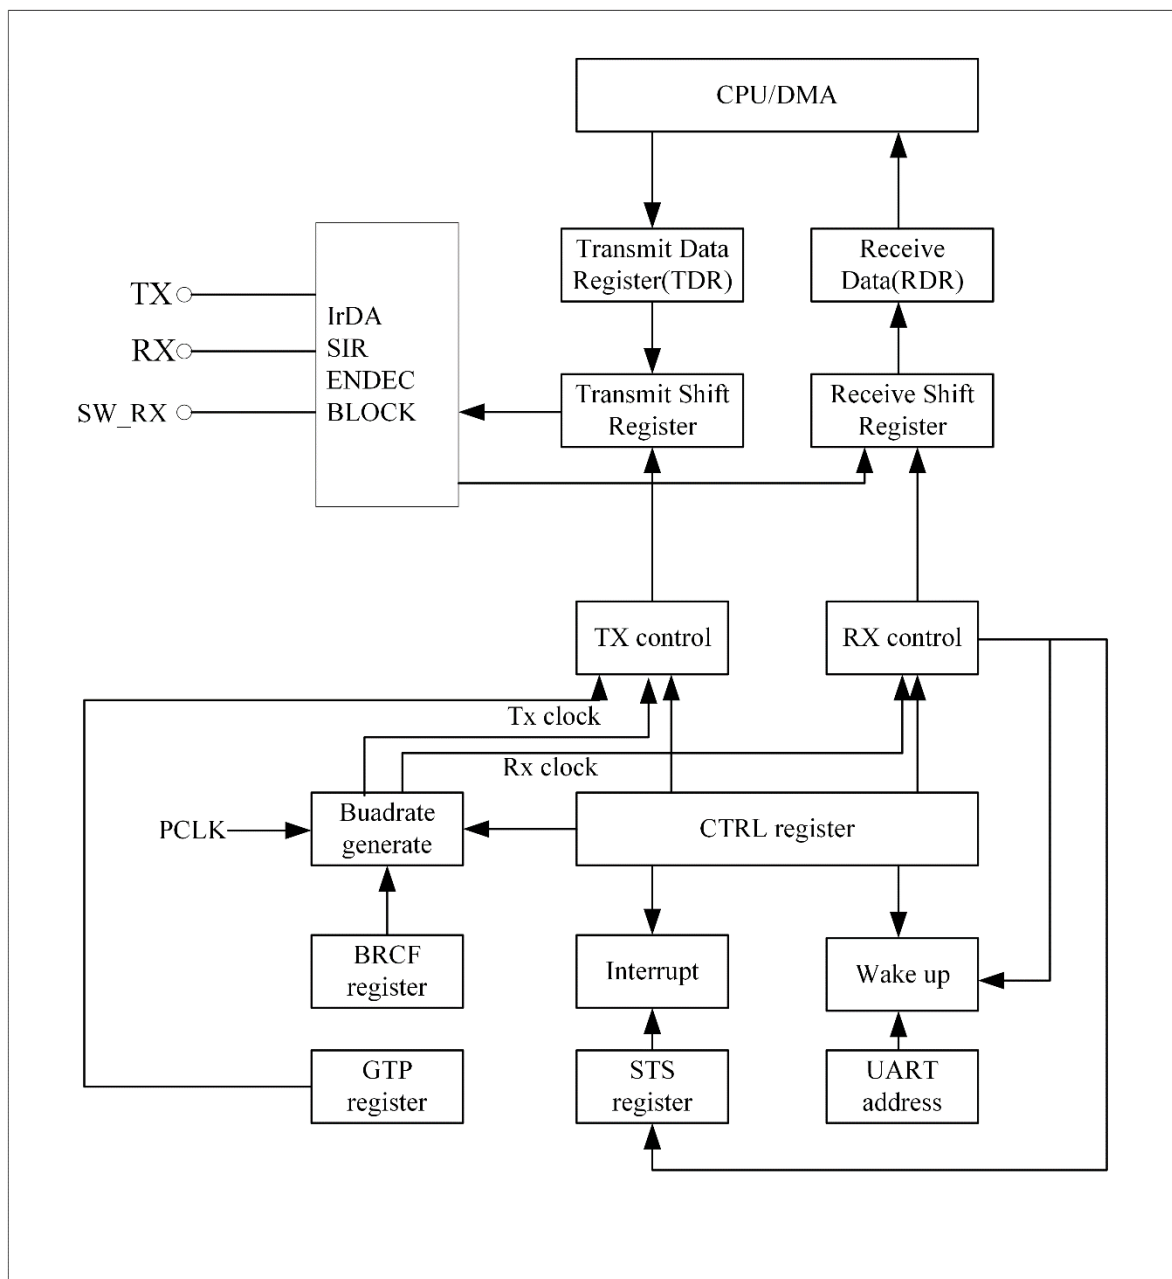 CPU/DMA
Transmit Data
Register(TDR)
Receive
Data(RDR)
TX
RX
SW_RX
IrDA
SIR
ENDEC
BLOCK
Transmit Shift
Register
Receive Shift
Register
TX control
RX control
Tx clock
Rx clock
PCLK
Buadrate
generate
CTRL register
BRCF
register
Interrupt
Wake up
GTP
register
STS
register
UART
address